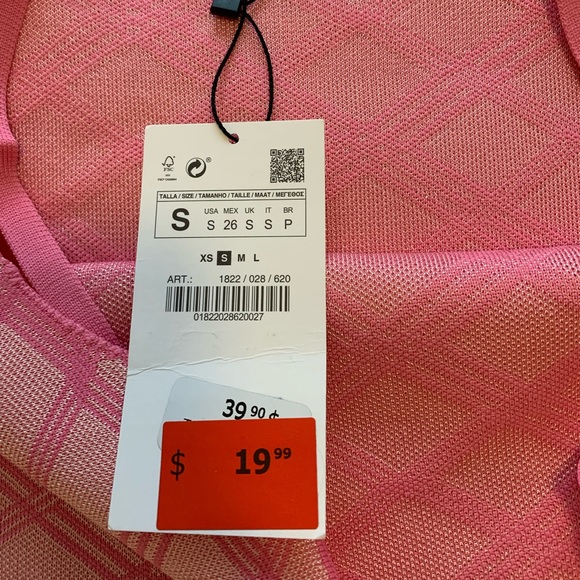 FSC
®
TALLA / SIZE / TAMANHO / TAILLE / MAAT / ΜΕΓΕΘΟΣ
S
USA MEX UK IT BR
S 26 S S P
XS S M L
ART.: 1822 / 028 / 620
01822028620027
39 90 $
$ 19 99